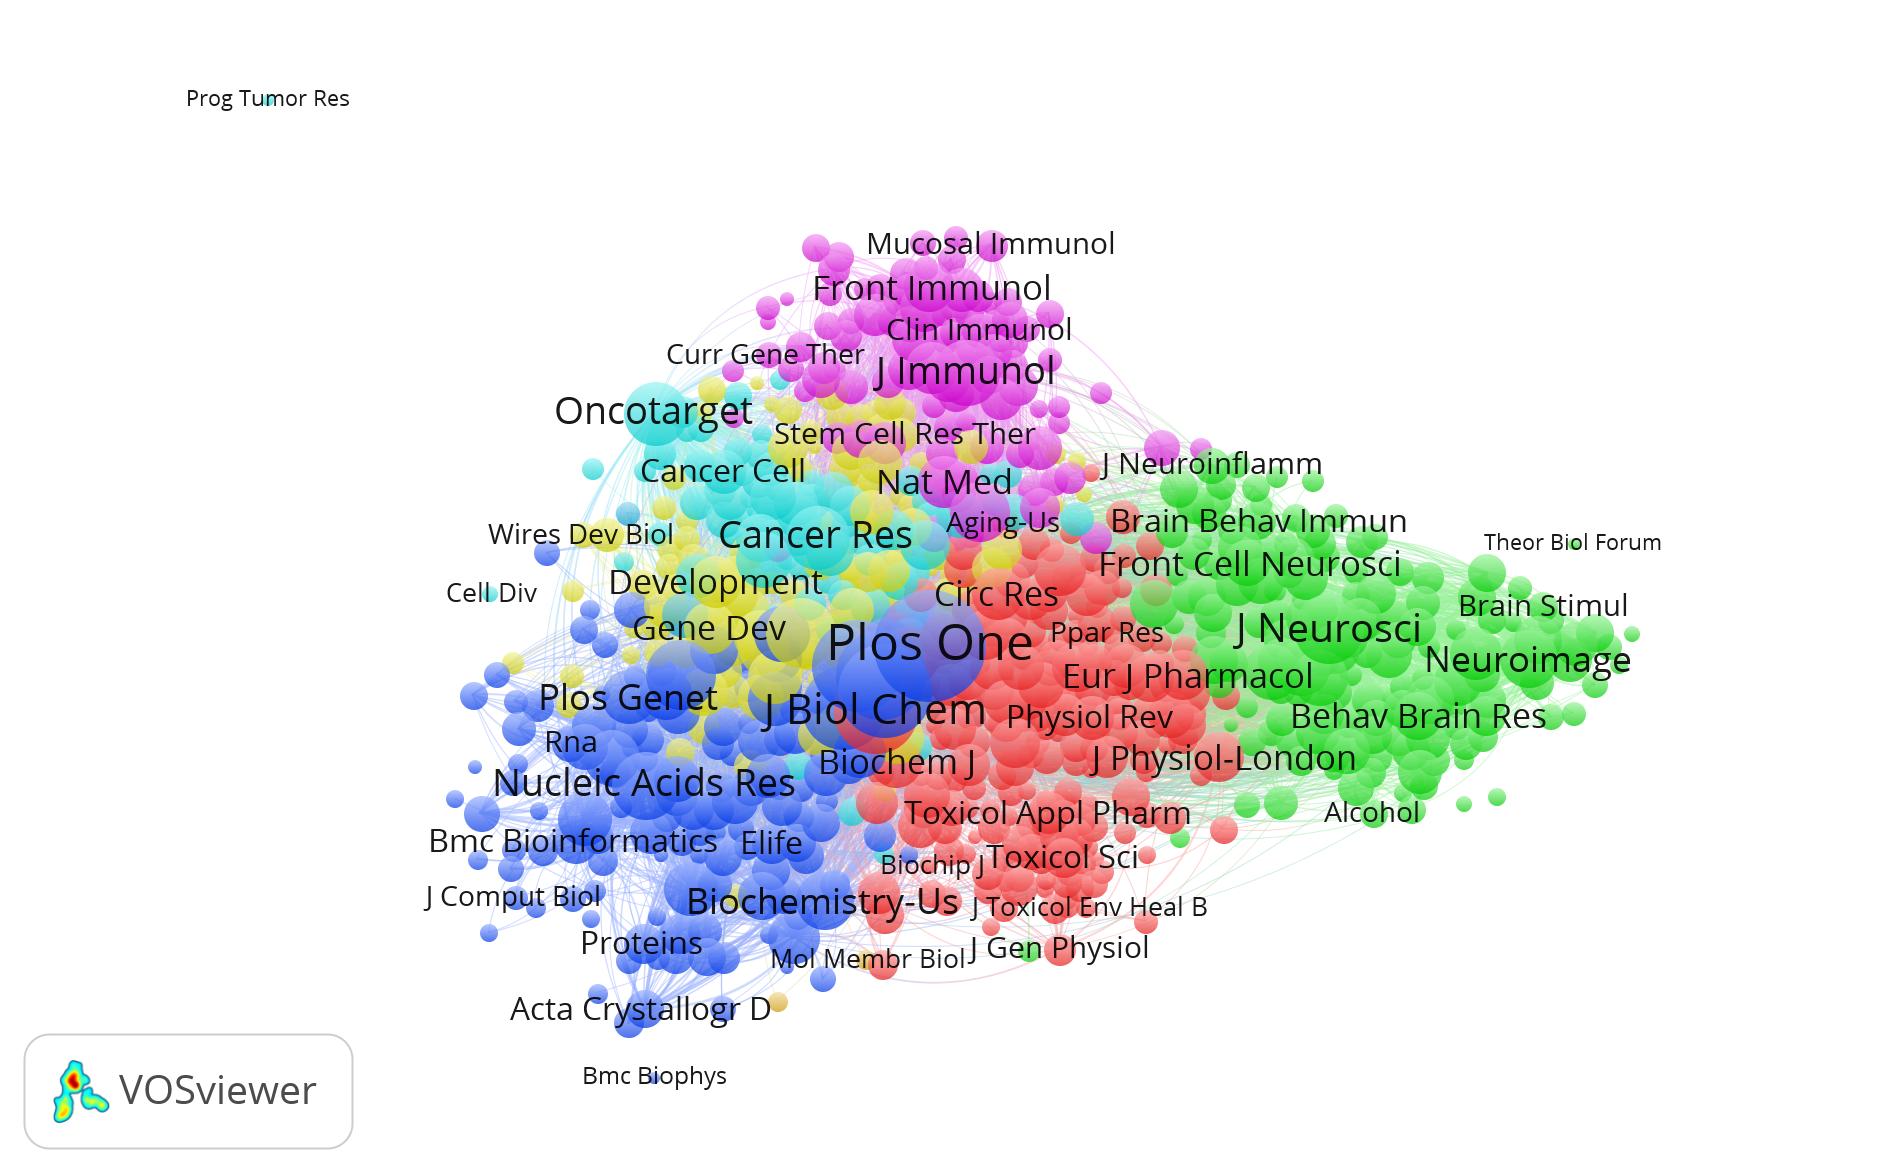 Prog Tumor Res
Mucosal Immunol
Front Immunol
Clin Immunol
Curr Gene Ther
J Immunol
Oncotarget
Stem Cell Res Ther
J Neuroinflamm
Cancer Cell
Nat Med
Aging-Us
Brain Behav Immun
Wires Dev Biol
Cancer Res
Theor Biol Forum
Front Cell Neurosci
Development
Cell Div
Circ Res
Brain Stimul
Gene Dev
Plos One
Ppar Res
J Neurosci
Neuroimage
Eur J Pharmacol
Plos Genet
J Biol Chem
Physiol Rev
Behav Brain Res
Rna
Biochem J
J Physiol-London
Nucleic Acids Res
Toxicol Appl Pharm
Alcohol
Bmc Bioinformatics
Elife
Biochip J
Toxicol Sci
J Comput Biol
Biochemistry-Us
J Toxicol Env Heal B
Proteins
Mol Membr Biol
J Gen Physiol
Acta Crystallogr D
Bmc Biophys
VOSviewer